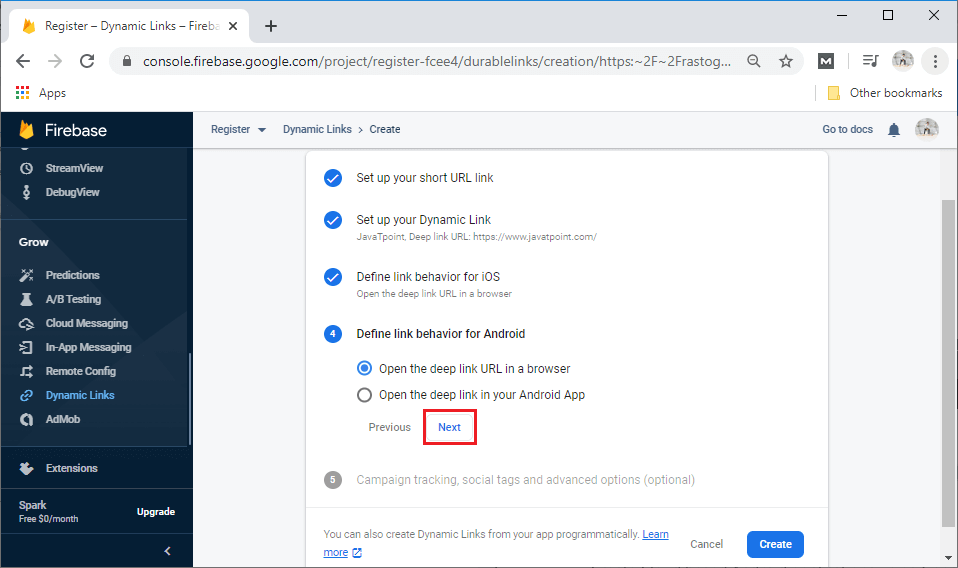 Register – Dynamic Links – Fireba
console.firebase.google.com/project/register-fcee4/durablelinks/creation/https:~2F~2Frastog...
M
Apps
Other bookmarks
Firebase
Register
Dynamic Links > Create
Go to docs
StreamView
DebugView
Grow
Predictions
A/B Testing
Cloud Messaging
In-App Messaging
Remote Config
Dynamic Links
AdMob
Extensions
Spark
Free $0/month
Upgrade
Set up your short URL link
Set up your Dynamic Link
JavaTpoint, Deep link URL: https://www.javatpoint.com/
Define link behavior for iOS
Open the deep link URL in a browser
4 Define link behavior for Android
Open the deep link URL in a browser
Open the deep link in your Android App
Previous Next
5 Campaign tracking, social tags and advanced options (optional)
You can also create Dynamic Links from your app programmatically. Learn
more
Cancel Create